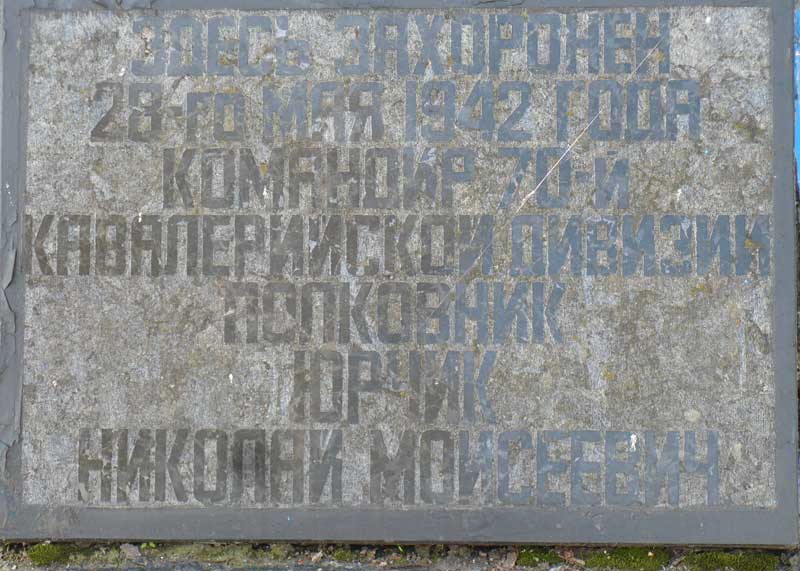 ЗДЕСЬ ЗАХОРОНЕН
28-го МАЯ 1942 ГОДА
КОМАНДИР 70-й
КАВАЛЕРИЙСКОЙ ДИВИЗИИ
ПОЛКОВНИК
ЮРЧИК
НИКОЛАЙ МОИСЕЕВИЧ